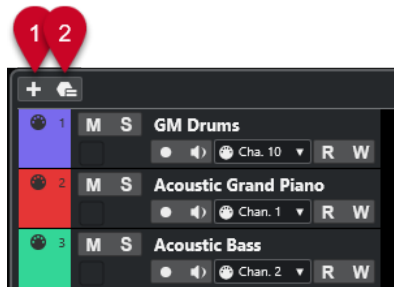 1 2
+
1 M S GM Drums
Cha. 10 ▼ R W
2 M S Acoustic Grand Piano
Chan. 1 ▼ R W
3 M S Acoustic Bass
Chan. 2 ▼ R W